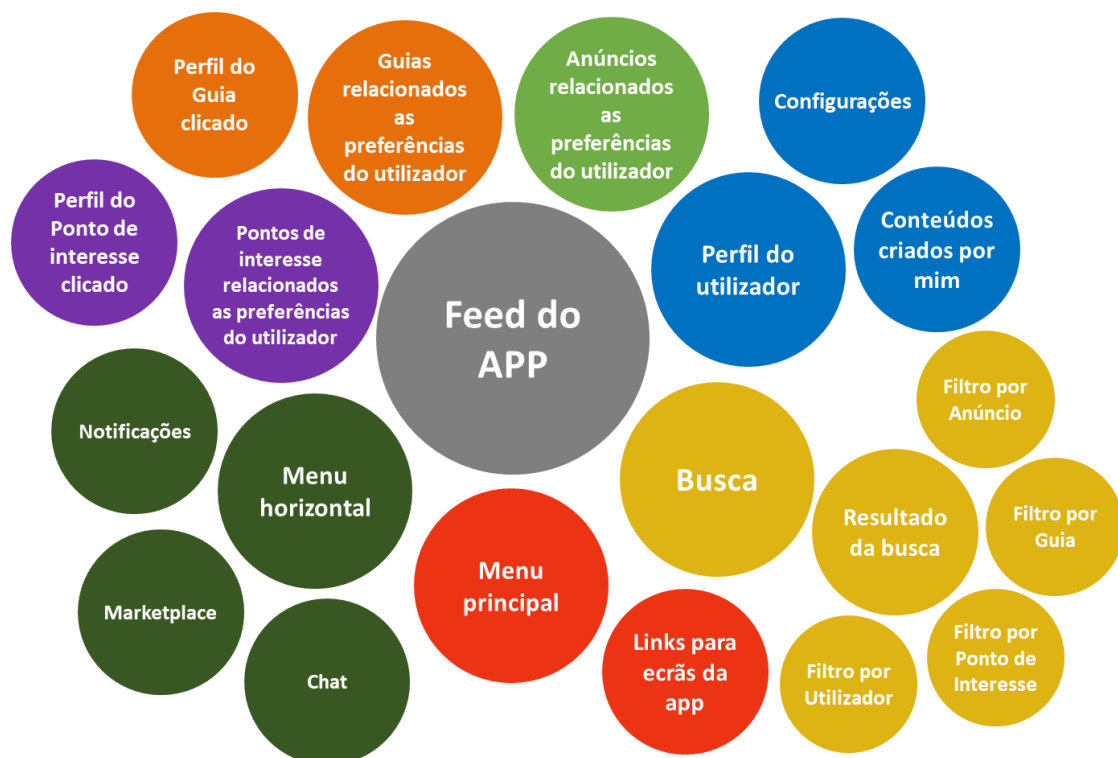 Perfil do
Guia
clicado
Guias
relacionados
as
preferências
do utilizador
Anúncios
relacionados
as
preferências
do utilizador
Configurações
Perfil do
Ponto de
interesse
clicado
Pontos de
interesse
relacionados
as preferências
do utilizador
Feed do
APP
Perfil do
utilizador
Conteúdos
criados por
mim
Notificações
Menu
horizontal
Marketplace
Chat
Menu
principal
Links para
ecrãs da
app
Busca
Resultado
da busca
Filtro por
Anúncio
Filtro por
Guia
Filtro por
Ponto de
Interesse
Filtro por
Utilizador